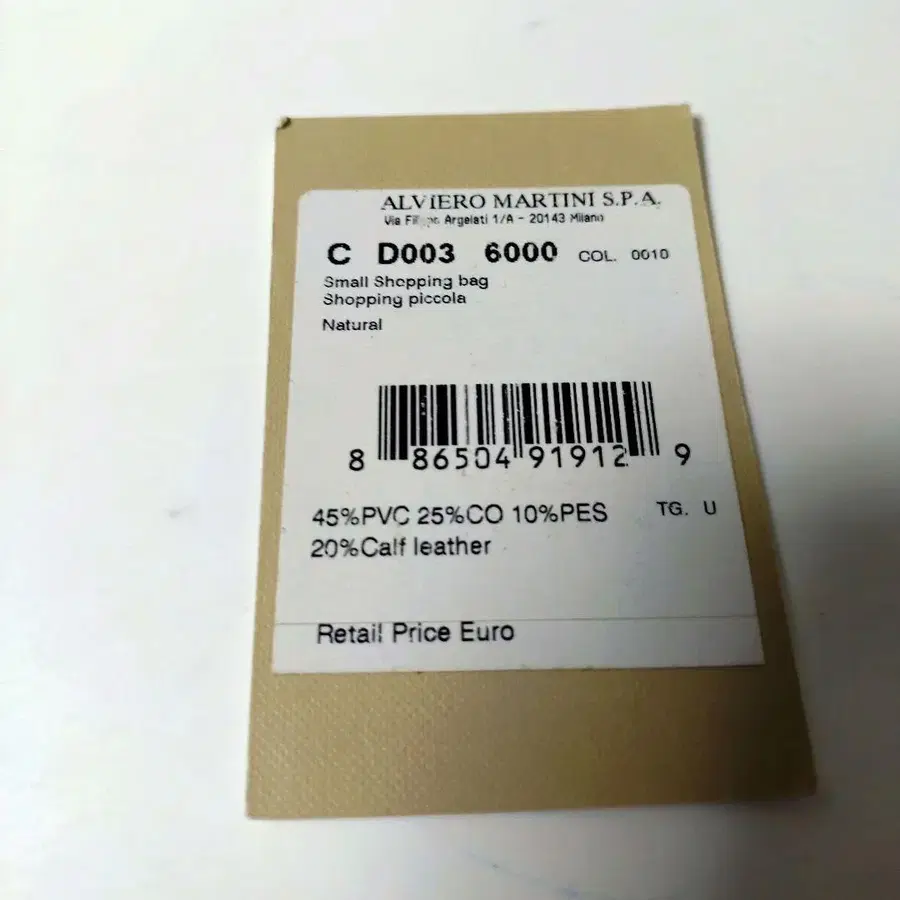 ALVIERO MARTINI S.P.A.
Via Argelati 1/A - 20143 Milano
C D003 6000 COL. 0010
Small Shopping bag
Shopping piccola
Natural
8 86504 91912 9
45%PVC 25%CO 10%PES TG. U
20%Calf leather
Retail Price Euro